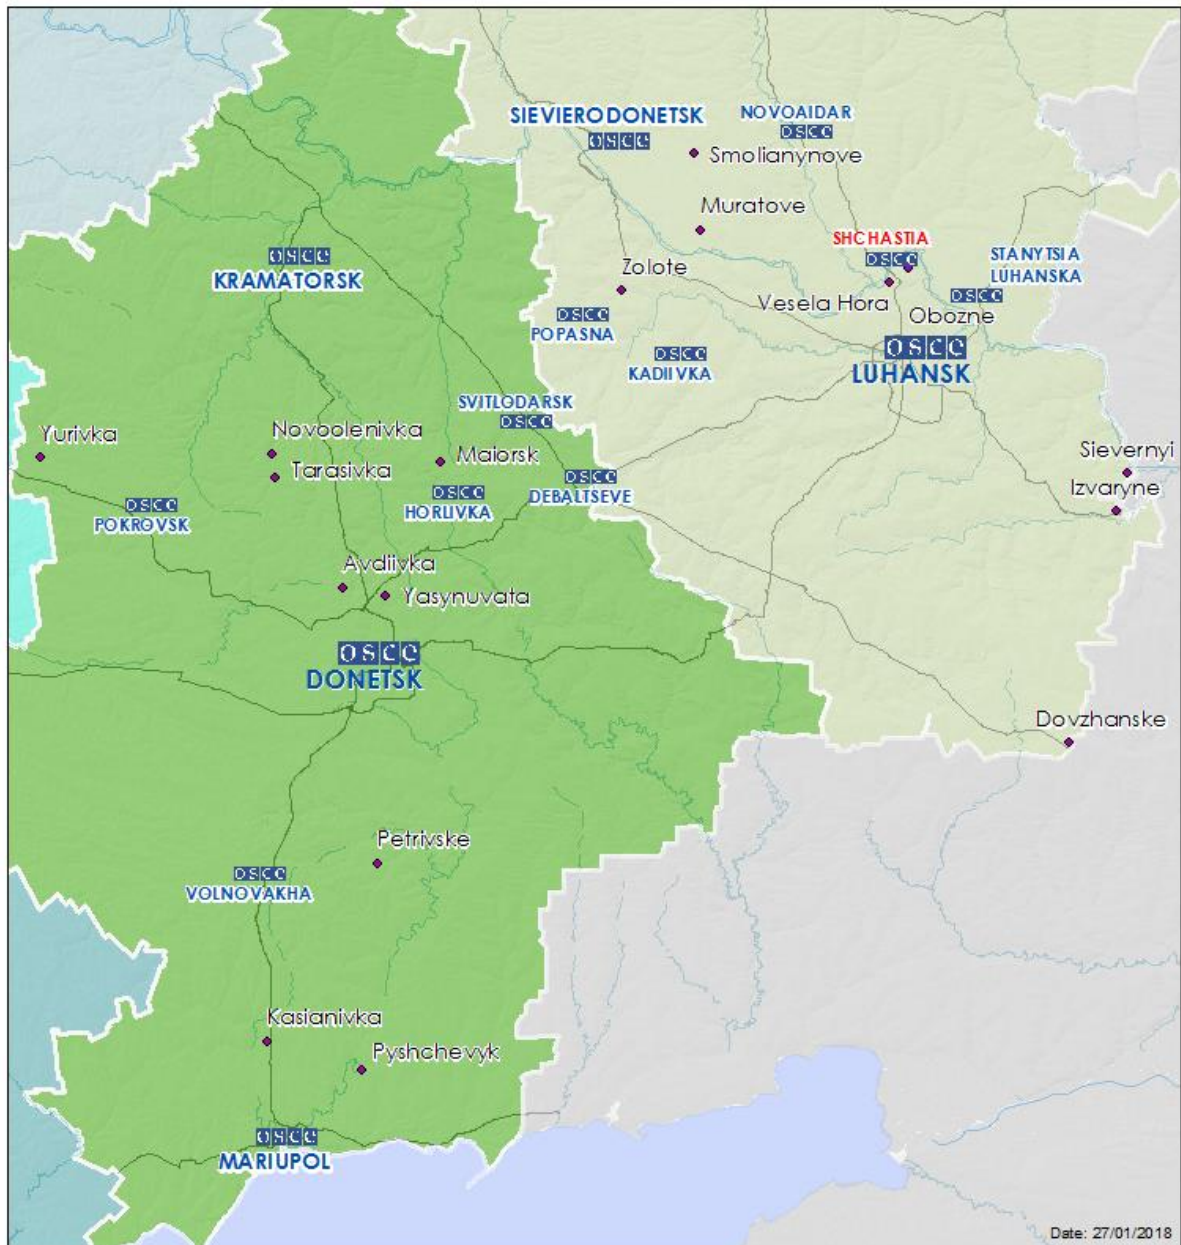 SIEVIERODONETSK
OSCE
NOVOAIDAR
OSCE
Smolianynove
Muratove
SHCHASTIA
OSCE
STANYTSIA
LUHANSKA
OSCE
OSCE
KRAMATORSK
Zolote
Vesela Hora
Obozne
OSCE
POPASNA
OSCE
LUHANSK
OSCE
KADIIVKA
SVITLODARSK
OSCE
Yurivka
Novoolenivka
Tarasivka
Maiorsk
OSCE
HORLIVKA
OSCE
DEBALTSEVE
Sievernyi
Izvaryne
OSCE
POKROVSK
Avdiivka
Yasynuvata
OSCE
DONETSK
Dovzhanske
Petrivske
OSCE
VOLNOVAKHA
Kasianivka
Pyshchevyk
OSCE
MARIUPOL
Date: 27/01/2018